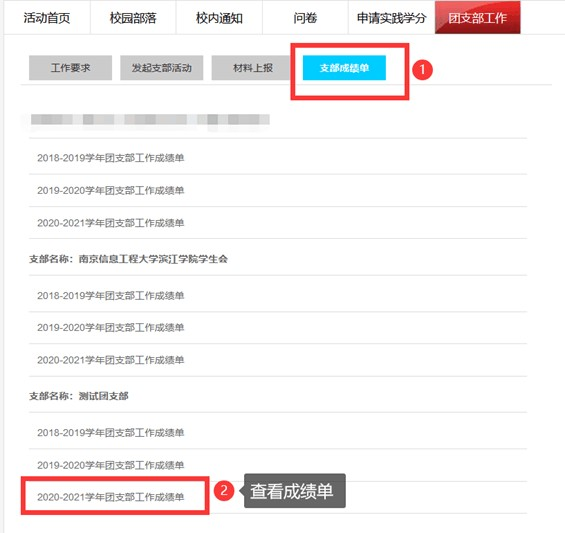 活动首页 校园部落 校内通知 问卷 申请实践学分 团支部工作
工作要求 发起支部活动 材料上报 支部成绩单 1
2018-2019学年团支部工作成绩单
2019-2020学年团支部工作成绩单
2020-2021学年团支部工作成绩单
支部名称：南京信息工程大学滨江学院学生会
2018-2019学年团支部工作成绩单
2019-2020学年团支部工作成绩单
2020-2021学年团支部工作成绩单
支部名称：测试团支部
2018-2019学年团支部工作成绩单
2019-2020学年团支部工作成绩单
2020-2021学年团支部工作成绩单 2 查看成绩单